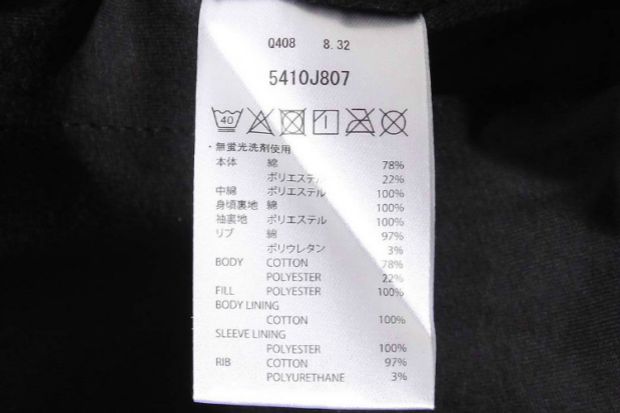 Q408 8.32
5410J807
40
・無蛍光洗剤使用
本体 綿 78%
ポリエステル 22%
中綿 ポリエステル 100%
身頃裏地 綿 100%
袖裏地 ポリエステル 100%
リブ 綿 97%
ポリウレタン 3%
BODY COTTON 78%
POLYESTER 22%
FILL POLYESTER 100%
BODY LINING
COTTON 100%
SLEEVE LINING
POLYESTER 100%
RIB COTTON 97%
POLYURETHANE 3%